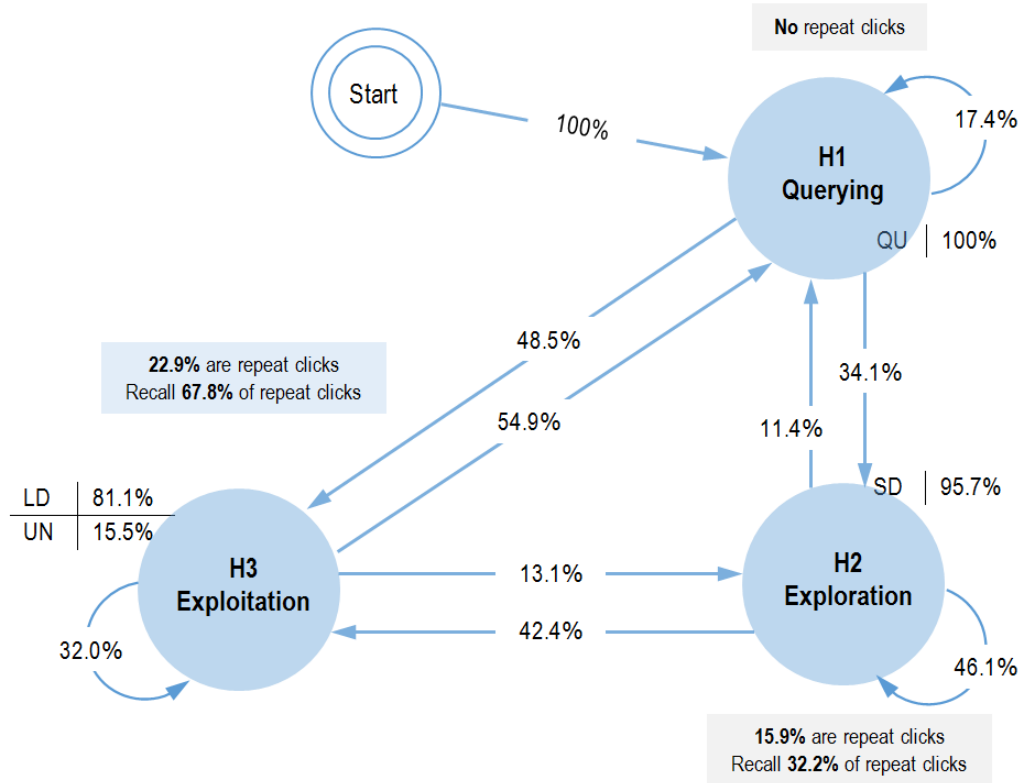 No repeat clicks
Start
100%
17.4%
H1
Querying
QU 100%
48.5%
22.9% are repeat clicks
Recall 67.8% of repeat clicks
34.1%
54.9%
11.4%
LD 81.1%
UN 15.5%
SD 95.7%
H3
Exploitation
H2
Exploration
13.1%
42.4%
32.0%
46.1%
15.9% are repeat clicks
Recall 32.2% of repeat clicks